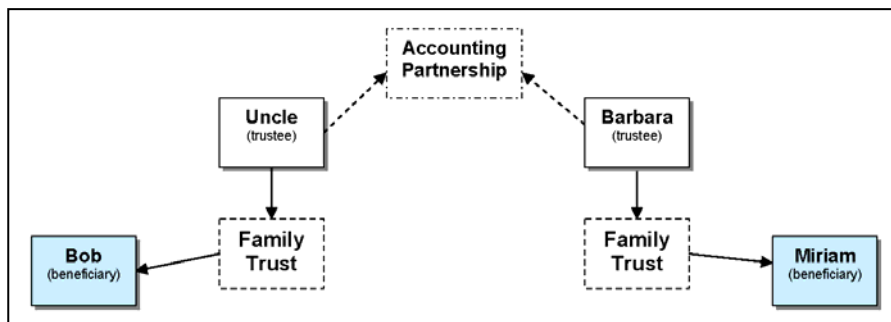 Accounting
Partnership
Uncle
(trustee)
Barbara
(trustee)
Family
Trust
Family
Trust
Bob
(beneficiary)
Miriam
(beneficiary)